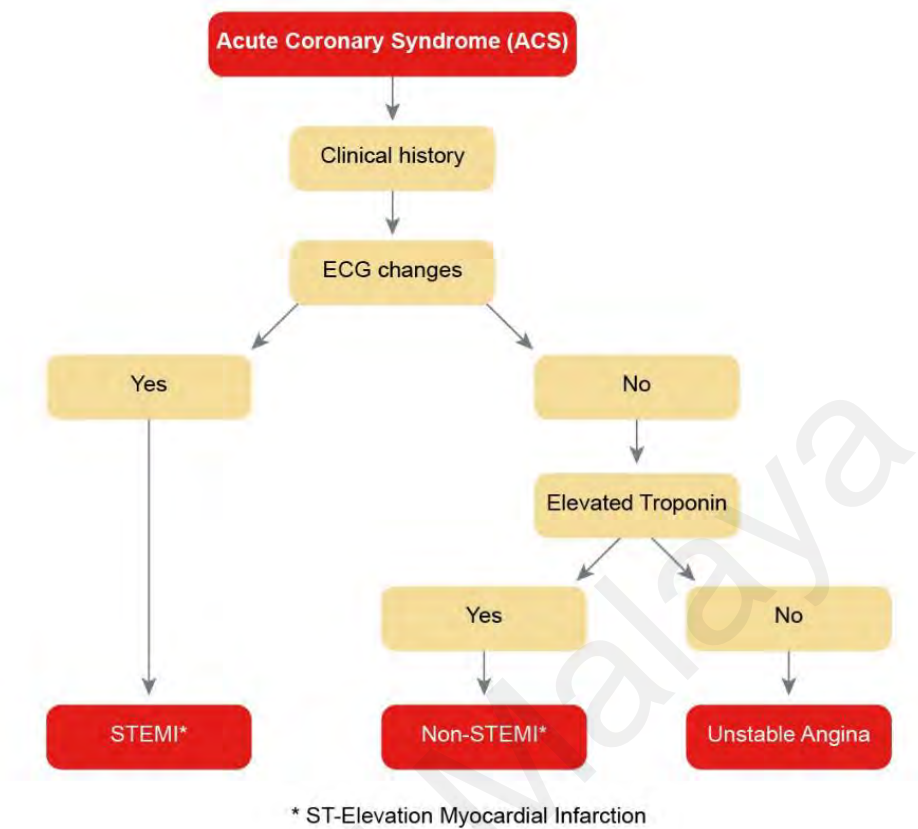 Acute Coronary Syndrome (ACS)
Clinical history
ECG changes
Yes
No
Elevated Troponin
Yes
No
STEMI*
Non-STEMI*
Unstable Angina
* ST-Elevation Myocardial Infarction
Malaya